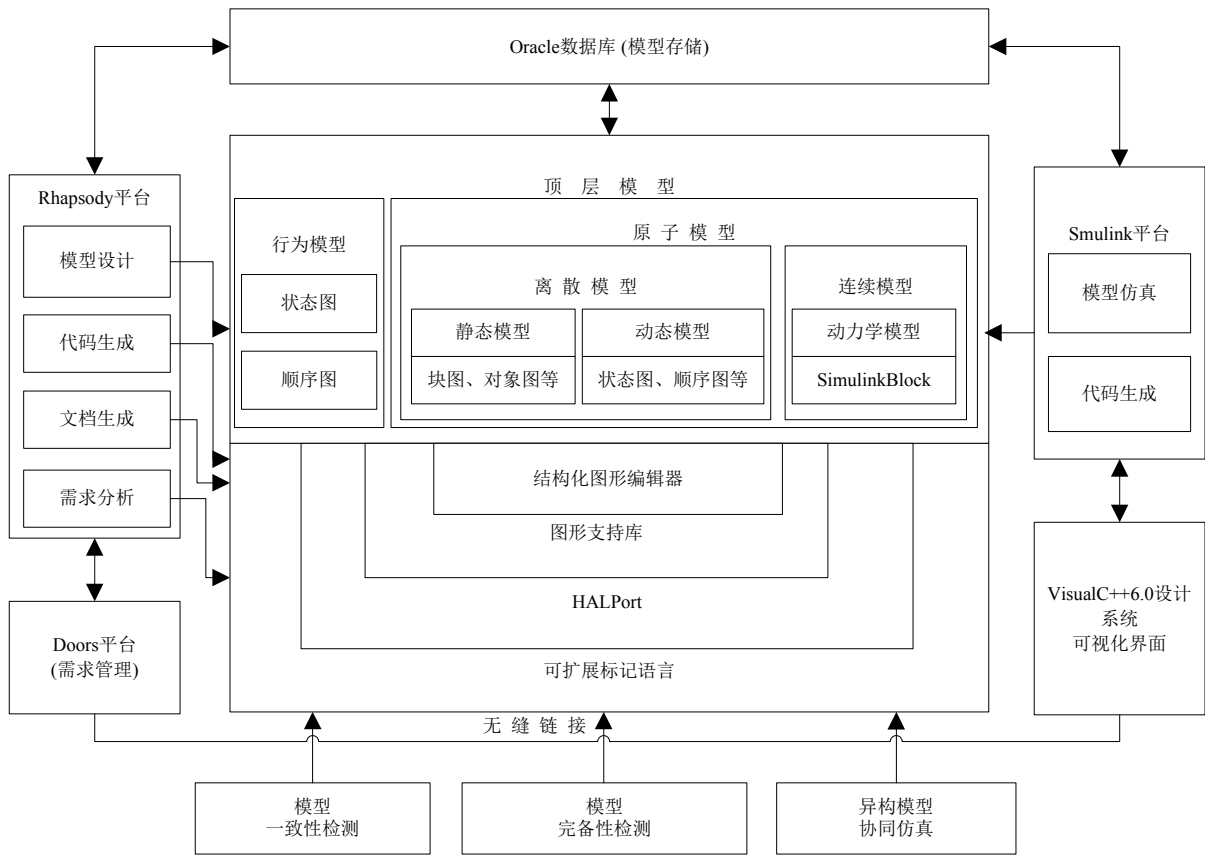 Oracle数据库 (模型存储)
顶 层 模 型
Rhapsody平台
模型设计
代码生成
文档生成
需求分析
行为模型
状态图
顺序图
原 子 模 型
离 散 模 型
静态模型
块图、对象图等
动态模型
状态图、顺序图等
连续模型
动力学模型
SimulinkBlock
Smulink平台
模型仿真
代码生成
结构化图形编辑器
图形支持库
HALPort
可扩展标记语言
Doors平台
(需求管理)
VisualC++6.0设计
系统
可视化界面
无 缝 链 接
模型
一致性检测
模型
完备性检测
异构模型
协同仿真